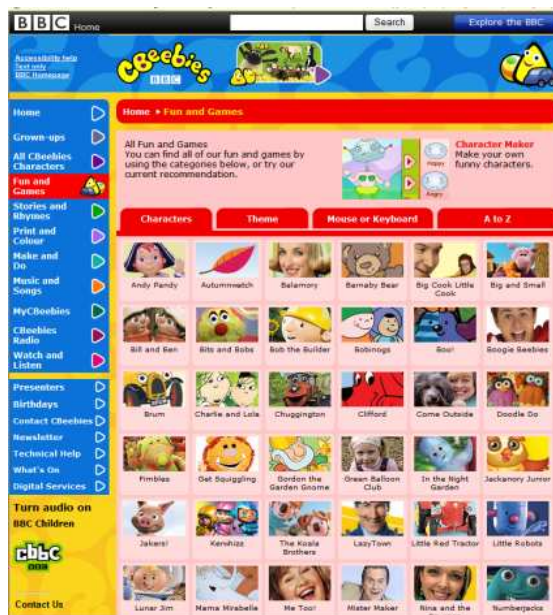 BBC Home
Search
Explore the BBC
Accessibility help
Text only
BBC Homepage
CBeebies
BBC
Home
Grown-ups
All CBeebies
Characters
Fun and
Games
Stories and
Rhymes
Print and
Colour
Make and
Do
Music and
Songs
MyCBeebies
CBeebies
Radio
Watch and
Listen
Presenters
Birthdays
Contact CBeebies
Newsletter
Technical Help
What's On
Digital Services
Turn audio on
BBC Children
cbbc
BBC
Contact Us
Home Fun and Games
All Fun and Games
You can find all of our fun and games by
using the categories below, or try our
current recommendation.
Happy
Angry
Character
Maker
Make your own
funny characters.
Characters Theme Mouse or Keyboard A to Z
Andy Pandy Autumnwatch Balamory Barnaby Bear Big Cook Little Cook Big and Small
Bill and Ben Bits and Bobs Bob the Builder Bobinogs Boo! Boogie Beebies
Brum Charlie and Lola Chuggington Clifford Come Outside Doodle Do
Fimbles Get Squiggling Gordon the Garden Gnome Green Balloon Club In the Night Garden Jackanory Junior
Jakers! Kerwhizz The Koala Brothers LazyTown Little Red Tractor Little Robots
Lunar Jim Mama Mirabelle Me Too! Mister Maker Nina and the Numberjacks